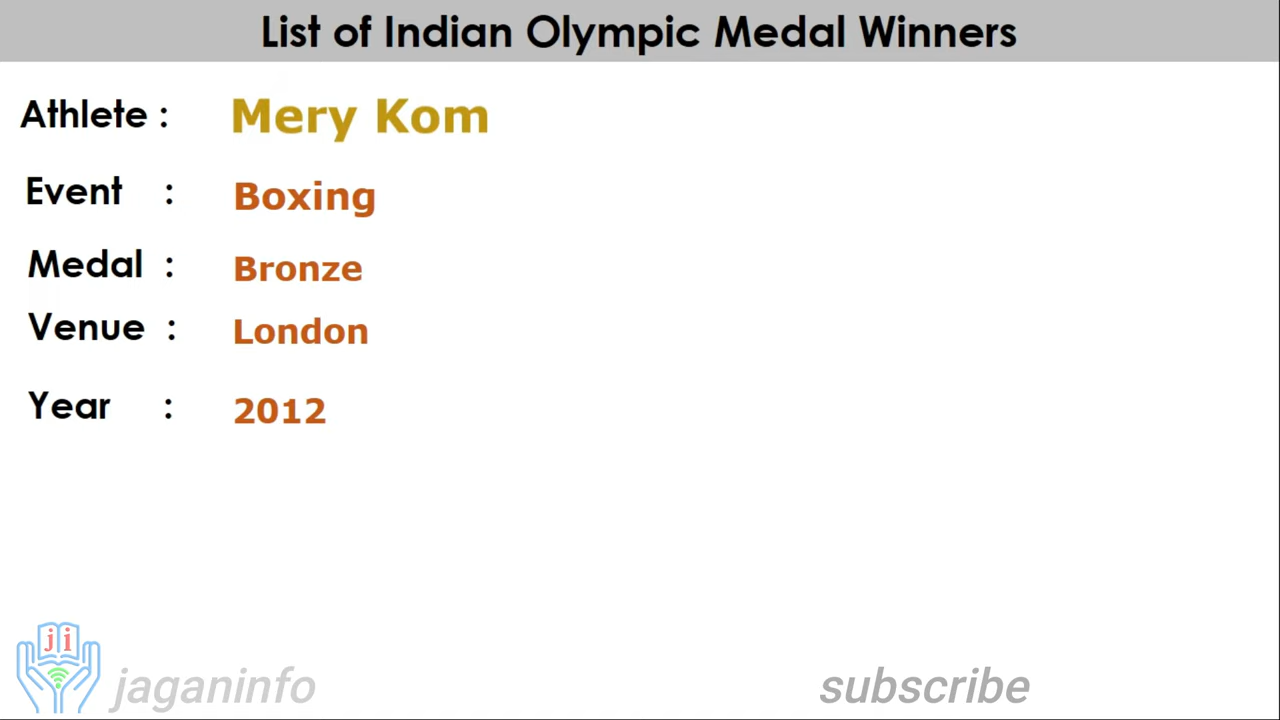 List of Indian Olympic Medal Winners
Athlete : Mery Kom
Event : Boxing
Medal : Bronze
Venue : London
Year : 2012
ji
jaganinfo
subscribe